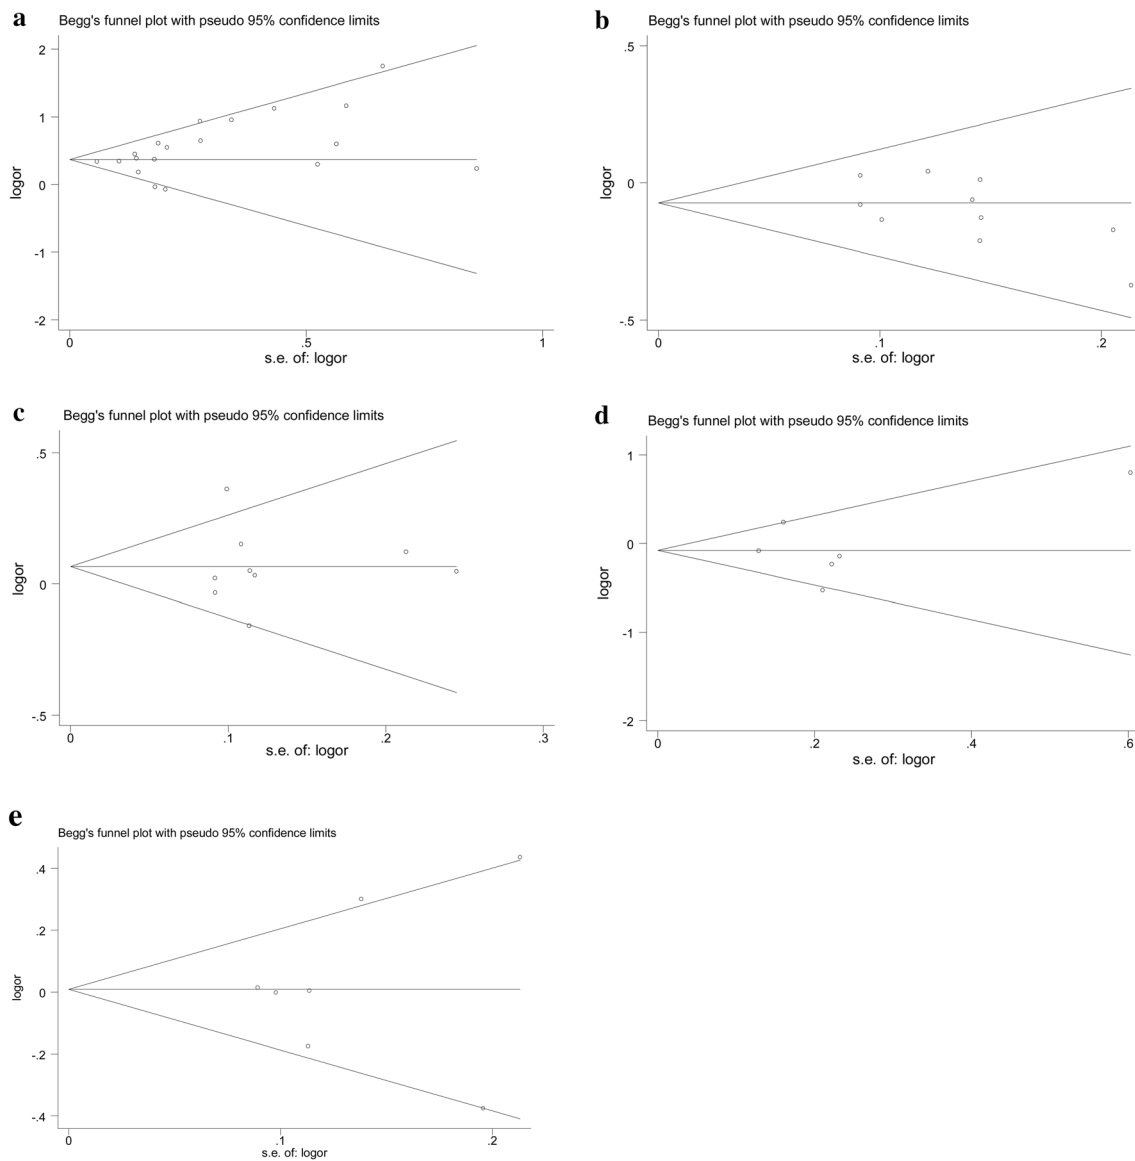 a
Begg's funnel plot with pseudo 95% confidence limits
2
1
0
-1
-2
logor
0
.5
1
s.e. of: logor
b
Begg's funnel plot with pseudo 95% confidence limits
.5
0
-.5
logor
0
.1
.2
s.e. of: logor
c
Begg's funnel plot with pseudo 95% confidence limits
.5
0
-.5
logor
0
.1
.2
.3
s.e. of: logor
d
Begg's funnel plot with pseudo 95% confidence limits
1
0
-1
-2
logor
0
.2
.4
.6
s.e. of: logor
e
Begg's funnel plot with pseudo 95% confidence limits
.4
.2
0
-.2
-.4
logor
0
.1
.2
s.e. of: logor